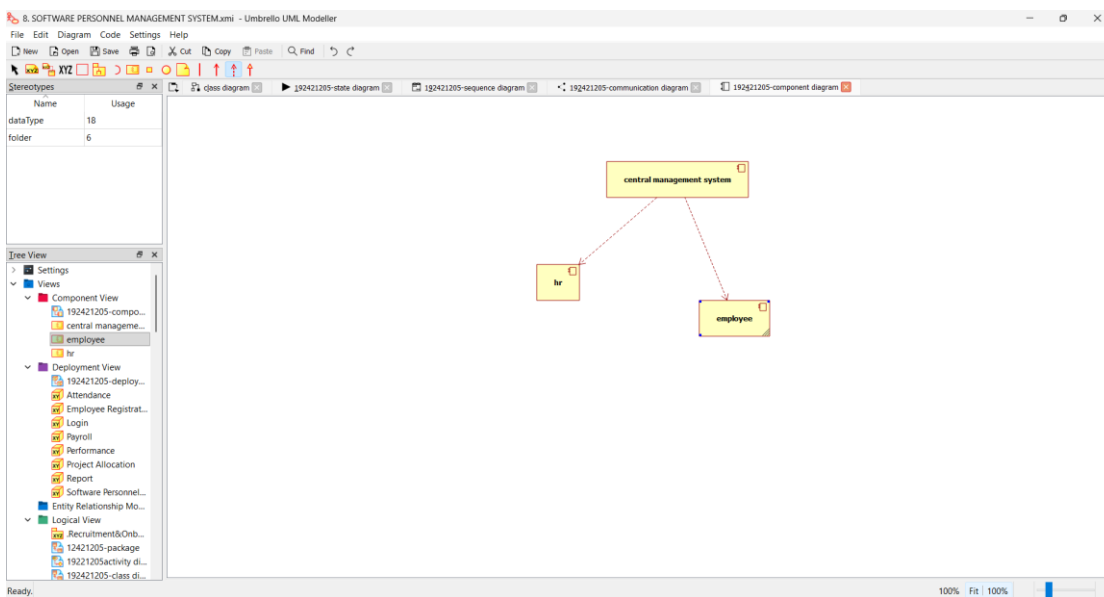 8. SOFTWARE PERSONNEL MANAGEMENT SYSTEM.xmi - Umbrello UML Modeller
File Edit Diagram Code Settings Help
New Open Save Cut Copy Paste Find
XYZ
Stereotypes
class diagram 192421205-state diagram 192421205-sequence diagram 192421205-communication diagram 192421205-component diagram
Name Usage
dataType 18
folder 6
central management system
hr
employee
Tree View
Settings
Views
Component View
192421205-compo...
central manageme...
employee
hr
Deployment View
192421205-deploy...
Attendance
Employee Registrat...
Login
Payroll
Performance
Project Allocation
Report
Software Personnel...
Entity Relationship Mo...
Logical View
.Recruitment&Onb...
12421205-package
19221205activity di...
192421205-class di...
Ready.
100% Fit 100%